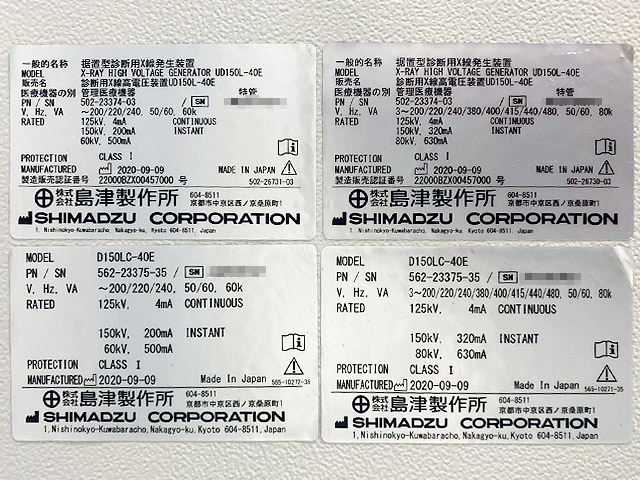 一般的名称 据置型診断用X線発生装置
MODEL X-RAY HIGH VOLTAGE GENERATOR UD150L-40E
販売名 診断用X線高電圧装置UD150L-40E
医療機器の別 管理医療機器 特管
PN / SN 502-23374-03 / SN
V, Hz, VA ～200/220/240, 50/60, 60k
RATED 125kV, 4mA CONTINUOUS
150kV, 200mA INSTANT
60kV, 500mA
PROTECTION CLASS I
MANUFACTURED 2020-09-09 MADE IN JAPAN
製造販売認証番号 22000BZX00457000 号 502-26731-03
株式会社 島津製作所 604-8511
京都市中京区西ノ京桑原町1
SHIMADZU CORPORATION
1, Nishinokyo-Kuwabaracho, Nakagyo-ku, Kyoto 604-8511, Japan
一般的名称 据置型診断用X線発生装置
MODEL X-RAY HIGH VOLTAGE GENERATOR UD150L-40E
販売名 診断用X線高電圧装置UD150L-40E
医療機器の別 管理医療機器 特管
PN / SN 502-23374-03 / SN
V, Hz, VA 3～200/220/240/380/400/415/440/480, 50/60, 80k
RATED 125kV, 4mA CONTINUOUS
150kV, 320mA INSTANT
80kV, 630mA
PROTECTION CLASS I
MANUFACTURED 2020-09-09 MADE IN JAPAN
製造販売認証番号 22000BZX00457000 号 502-26730-03
株式会社 島津製作所 604-8511
京都市中京区西ノ京桑原町1
SHIMADZU CORPORATION
1, Nishinokyo-Kuwabaracho, Nakagyo-ku, Kyoto 604-8511, Japan
MODEL D150LC-40E
PN / SN 562-23375-35 / SN
V, Hz, VA ～200/220/240, 50/60, 60k
RATED 125kV, 4mA CONTINUOUS
150kV, 200mA INSTANT
60kV, 500mA
PROTECTION CLASS I
MANUFACTURED 2020-09-09 Made In Japan 565-10272-35
株式会社 島津製作所 604-8511
京都市中京区西ノ京桑原町1
SHIMADZU CORPORATION
1, Nishinokyo-Kuwabaracho, Nakagyo-ku, Kyoto 604-8511, Japan
MODEL D150LC-40E
PN / SN 562-23375-35 / SN
V, Hz, VA 3～200/220/240/380/400/415/440/480, 50/60, 80k
RATED 125kV, 4mA CONTINUOUS
150kV, 320mA INSTANT
80kV, 630mA
PROTECTION CLASS I
MANUFACTURED 2020-09-09 Made In Japan 565-10271-35
株式会社 島津製作所 604-8511
京都市中京区西ノ京桑原町1
SHIMADZU CORPORATION
1, Nishinokyo-Kuwabaracho, Nakagyo-ku, Kyoto 604-8511, Japan